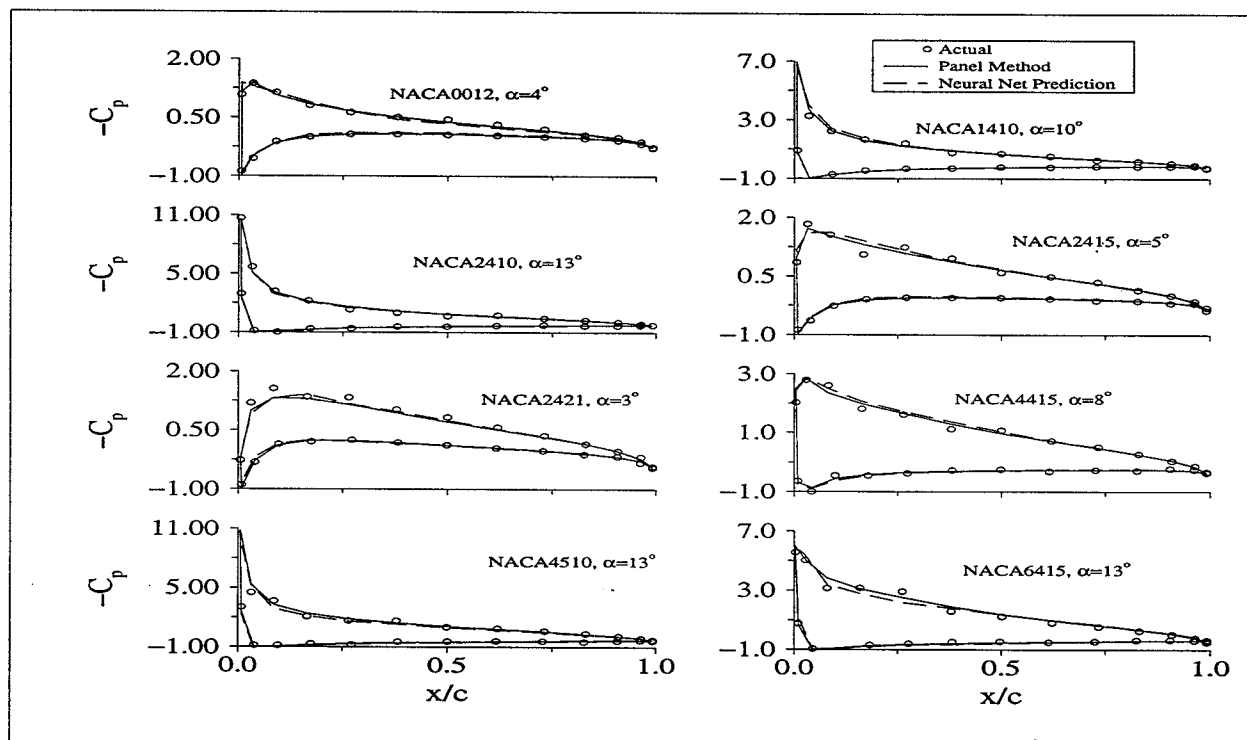 2.00
0.50
−1.00
−Cp
NACA0012, α=4°
7.0
3.0
−1.0
NACA1410, α=10°
Actual
Panel Method
Neural Net Prediction
11.00
5.00
−1.00
−Cp
NACA2410, α=13°
2.0
0.5
−1.0
NACA2415, α=5°
2.00
0.50
−1.00
−Cp
NACA2421, α=3°
3.0
1.0
−1.0
NACA4415, α=8°
11.00
5.00
−1.00
−Cp
NACA4510, α=13°
0.0 0.5 1.0
x/c
7.0
3.0
−1.0
NACA6415, α=13°
0.0 0.5 1.0
x/c